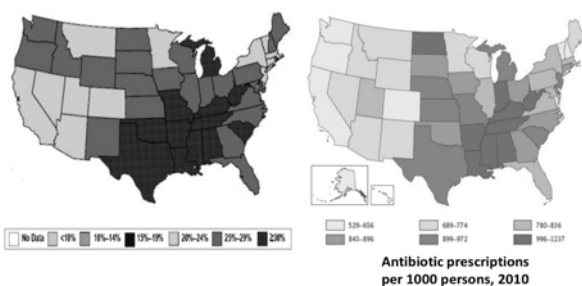 No Data <10% 10%–14% 15%–19% 20%–24% 25%–29% ≥30%
529–656 689–774 780–836
843–896 899–972 996–1237
Antibiotic prescriptions
per 1000 persons, 2010